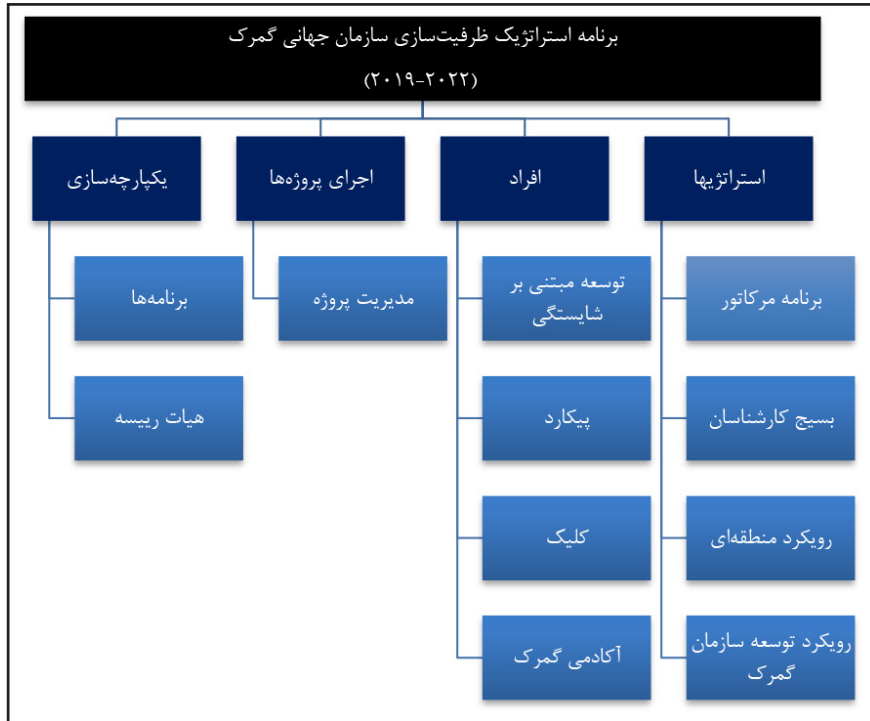 برنامه استراتژیک ظرفیت‌سازی سازمان جهانی گمرک
(۲۰۱۹-۲۰۲۲)
استراتژیها
برنامه مرکاتور
بسیج کارشناسان
رویکرد منطقه‌ای
رویکرد توسعه سازمان
گمرک
افراد
توسعه مبتنی بر
شایستگی
پیکارد
کلیک
آکادمی گمرک
اجرای پروژه‌ها
مدیریت پروژه
یکپارچه‌سازی
برنامه‌ها
هیات رییسه